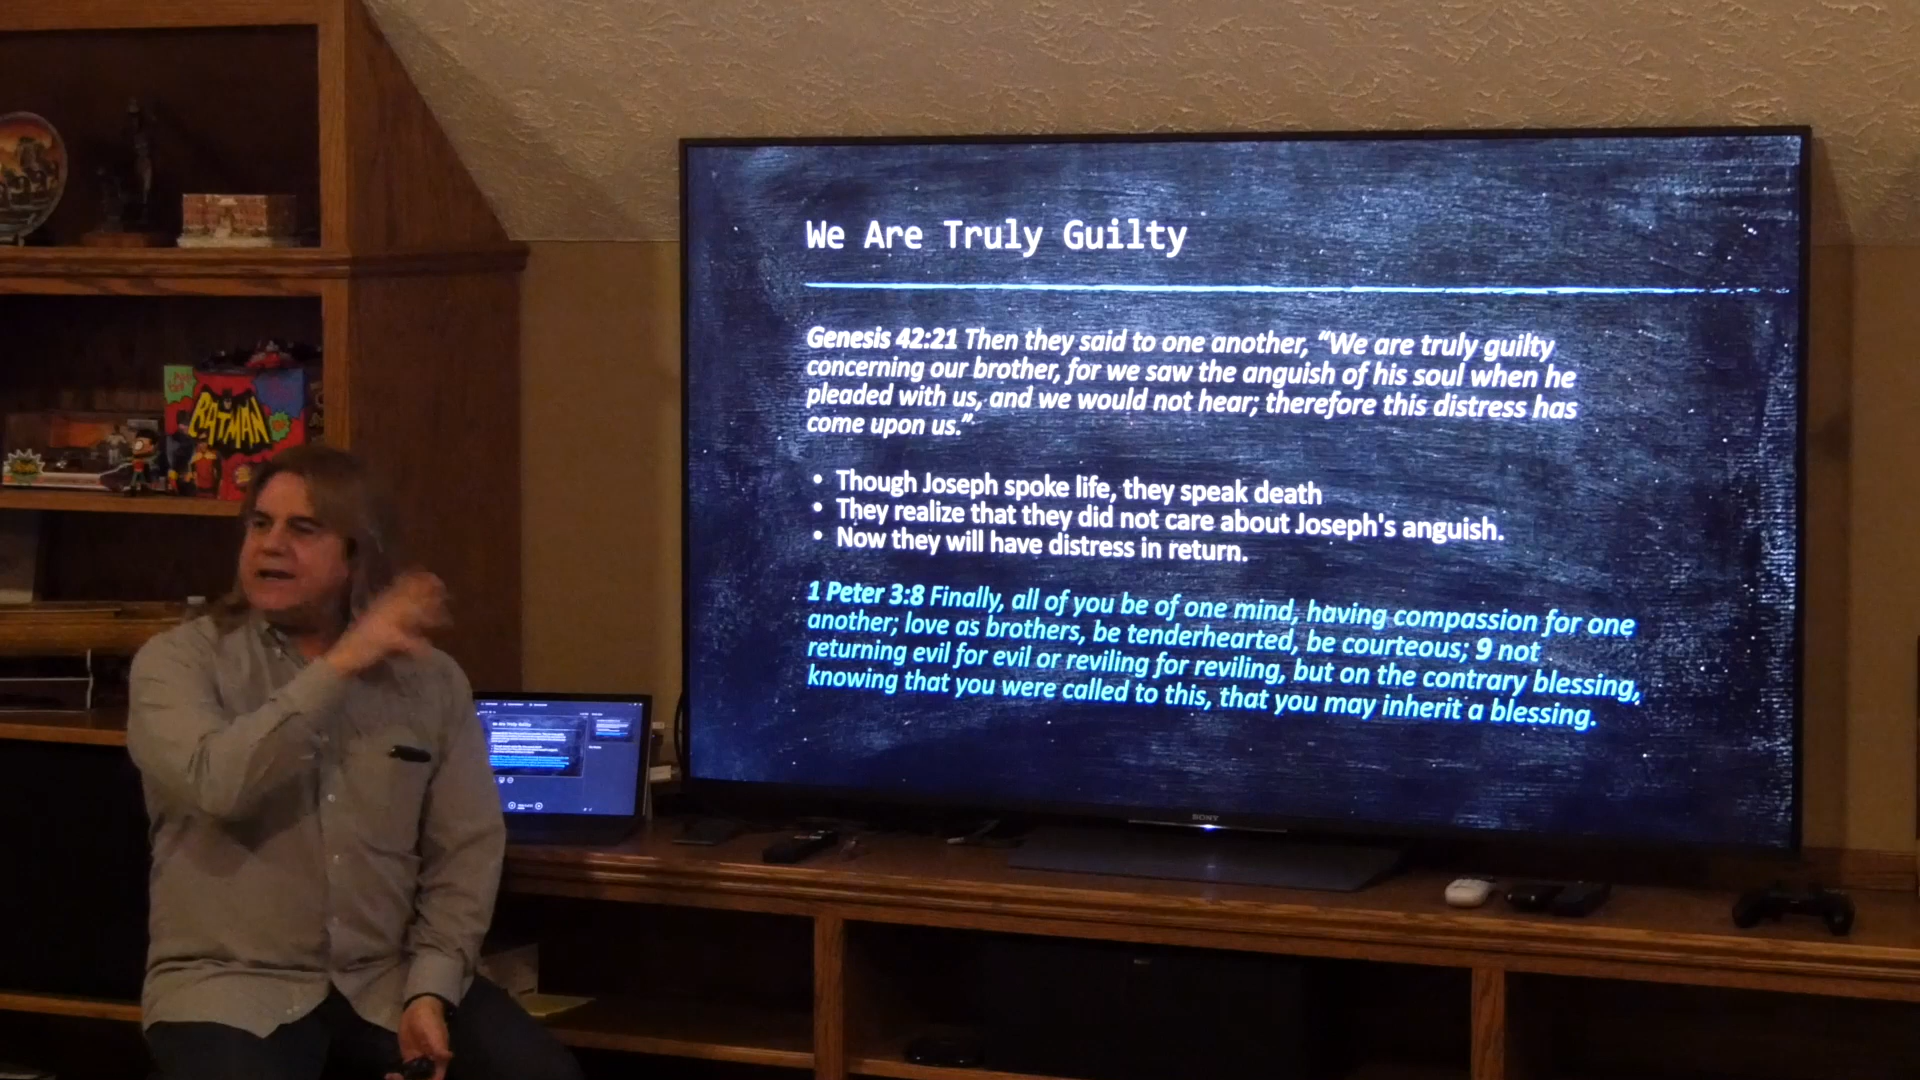 We Are Truly Guilty
Genesis 42:21 Then they said to one another, “We are truly guilty
concerning our brother, for we saw the anguish of his soul when he
pleaded with us, and we would not hear; therefore this distress has
come upon us.”
• Though Joseph spoke life, they speak death
• They realize that they did not care about Joseph's anguish.
• Now they will have distress in return.
1 Peter 3:8 Finally, all of you be of one mind, having compassion for one
another; love as brothers, be tenderhearted, be courteous; 9 not
returning evil for evil or reviling for reviling, but on the contrary blessing,
knowing that you were called to this, that you may inherit a blessing.
SONY
BATMAN
We Are Truly Guilty